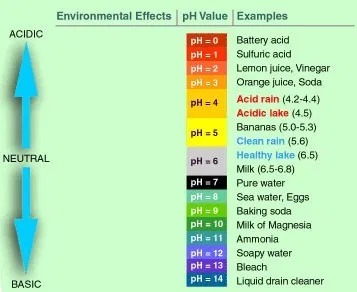 Environmental Effects pH Value Examples
ACIDIC
pH = 0 Battery acid
pH = 1 Sulfuric acid
pH = 2 Lemon juice, Vinegar
pH = 3 Orange juice, Soda
pH = 4 Acid rain (4.2-4.4)
Acidic lake (4.5)
pH = 5 Bananas (5.0-5.3)
Clean rain (5.6)
NEUTRAL
pH = 6 Healthy lake (6.5)
Milk (6.5-6.8)
pH = 7 Pure water
pH = 8 Sea water, Eggs
pH = 9 Baking soda
pH = 10 Milk of Magnesia
pH = 11 Ammonia
pH = 12 Soapy water
pH = 13 Bleach
pH = 14 Liquid drain cleaner
BASIC